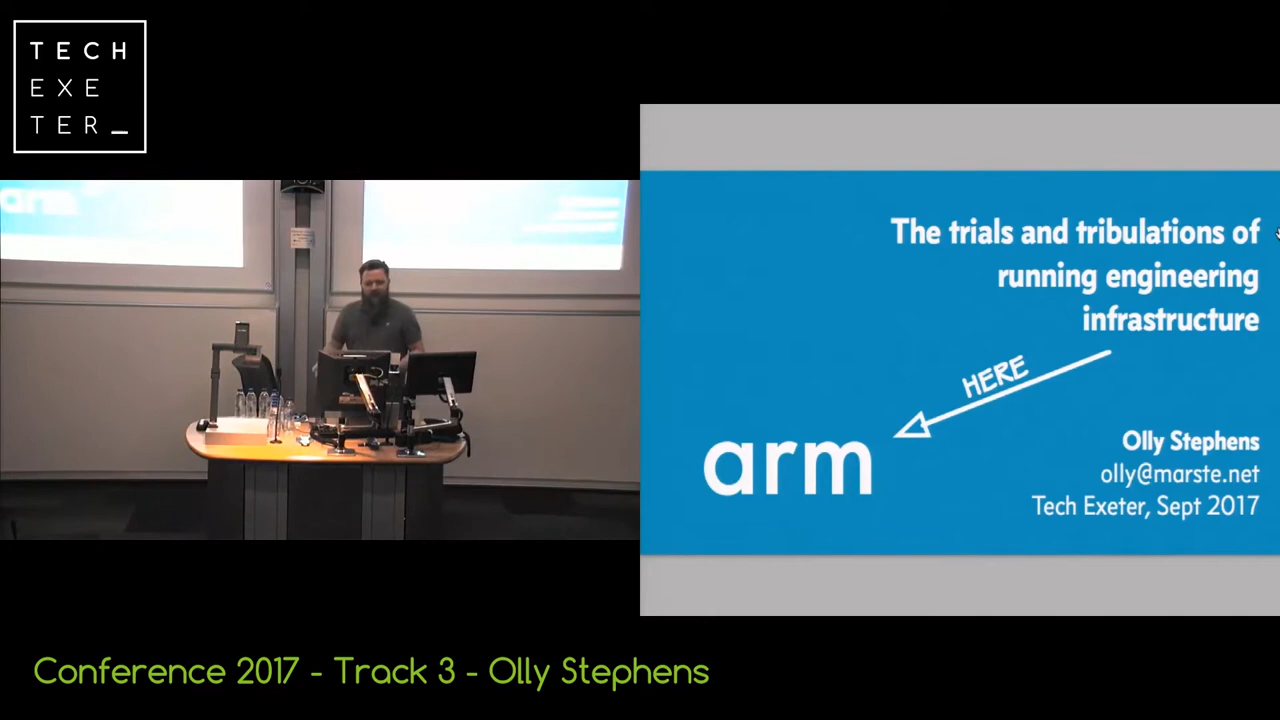 TECH
EXE
TER_
The trials and tribulations of
running engineering
infrastructure
HERE
arm
Olly Stephens
olly@marste.net
Tech Exeter, Sept 2017
arm
Conference 2017 - Track 3 - Olly Stephens